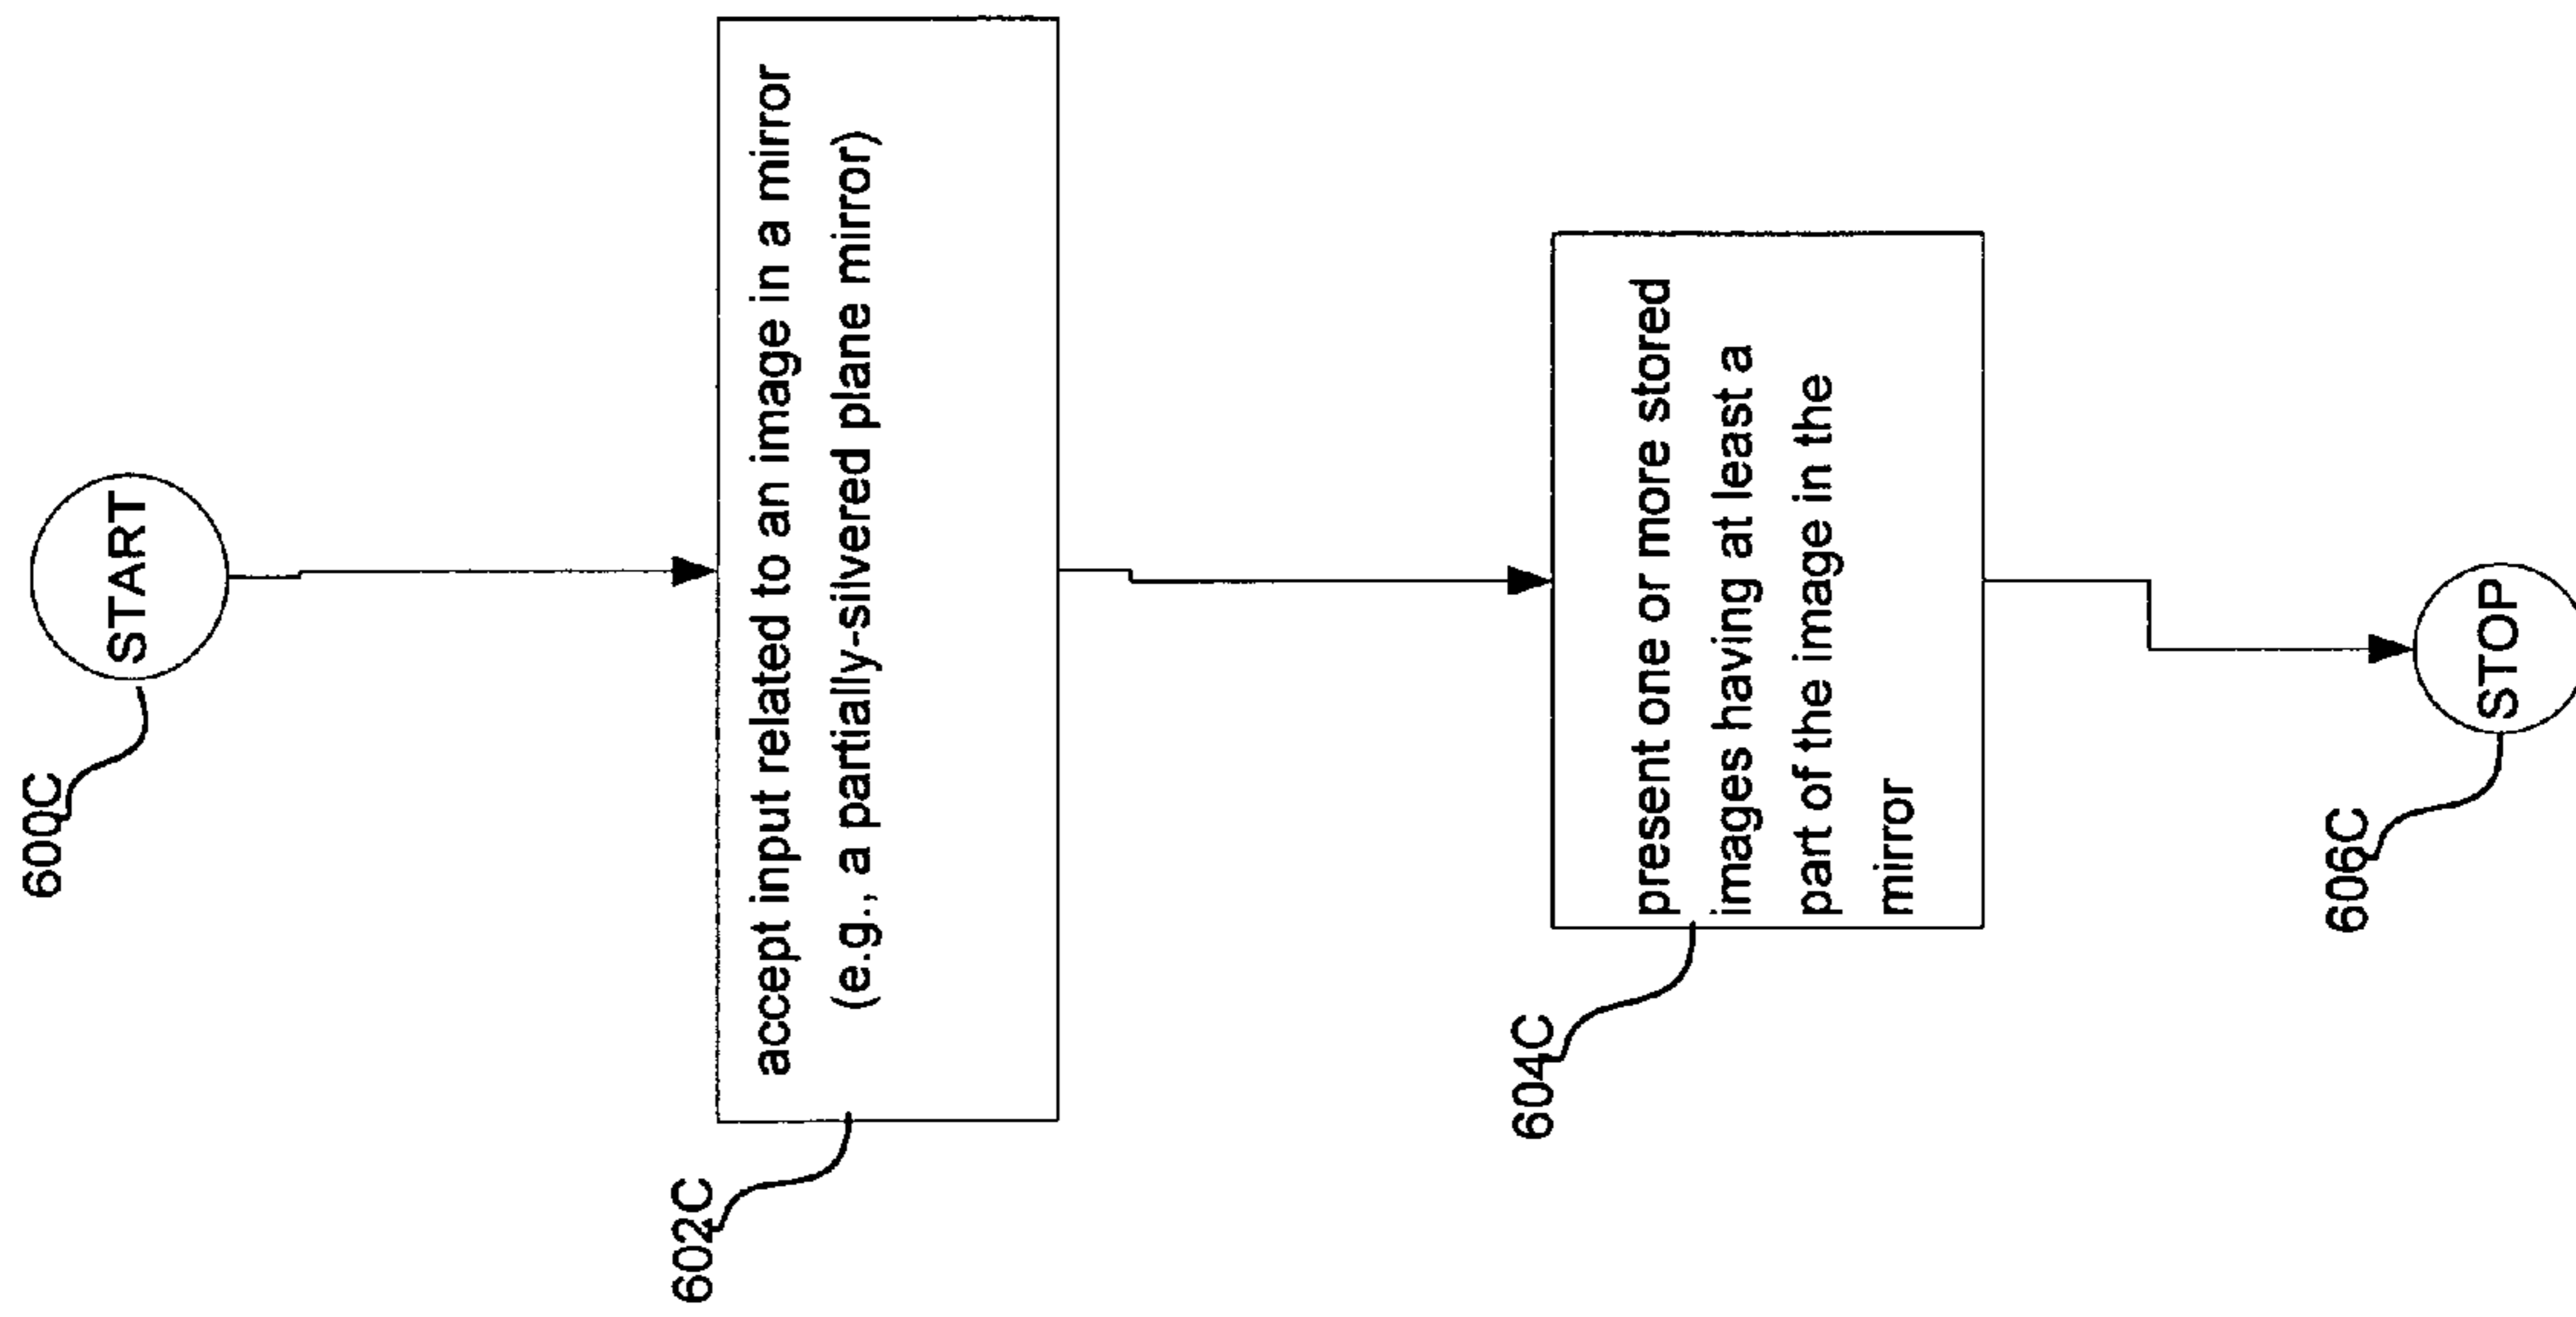 600C
START
602C
accept input related to an image in a mirror
(e.g., a partially-silvered plane mirror)
604C
present one or more stored
images having at least a
part of the image in the
mirror
606C
STOP